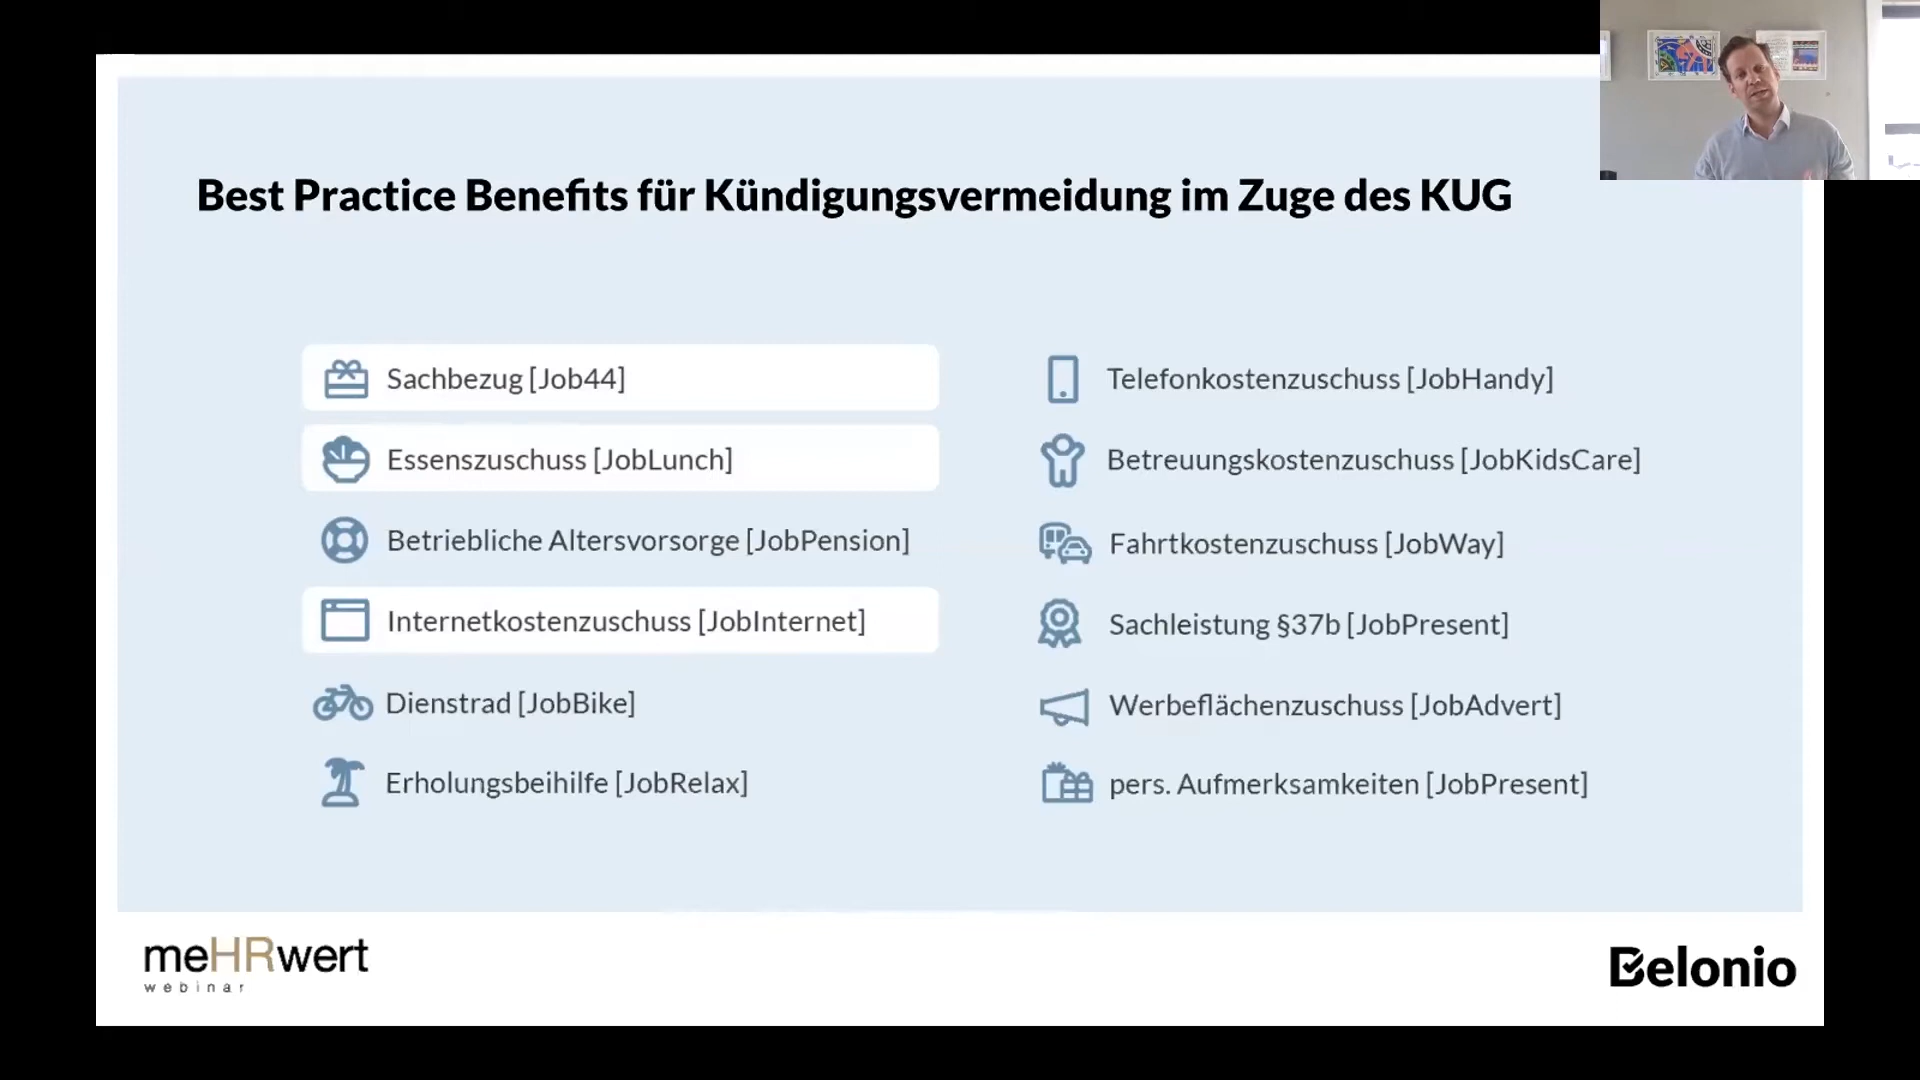 Best Practice Benefits für Kündigungsvermeidung im Zuge des KUG
Sachbezug [Job44]
Essenszuschuss [JobLunch]
Betriebliche Altersvorsorge [JobPension]
Internetkostenzuschuss [JobInternet]
Dienstrad [JobBike]
Erholungsbeihilfe [JobRelax]
Telefonkostenzuschuss [JobHandy]
Betreuungskostenzuschuss [JobKidsCare]
Fahrtkostenzuschuss [JobWay]
Sachleistung §37b [JobPresent]
Werbeflächenzuschuss [JobAdvert]
pers. Aufmerksamkeiten [JobPresent]
meHRwert
webinar
Belonio